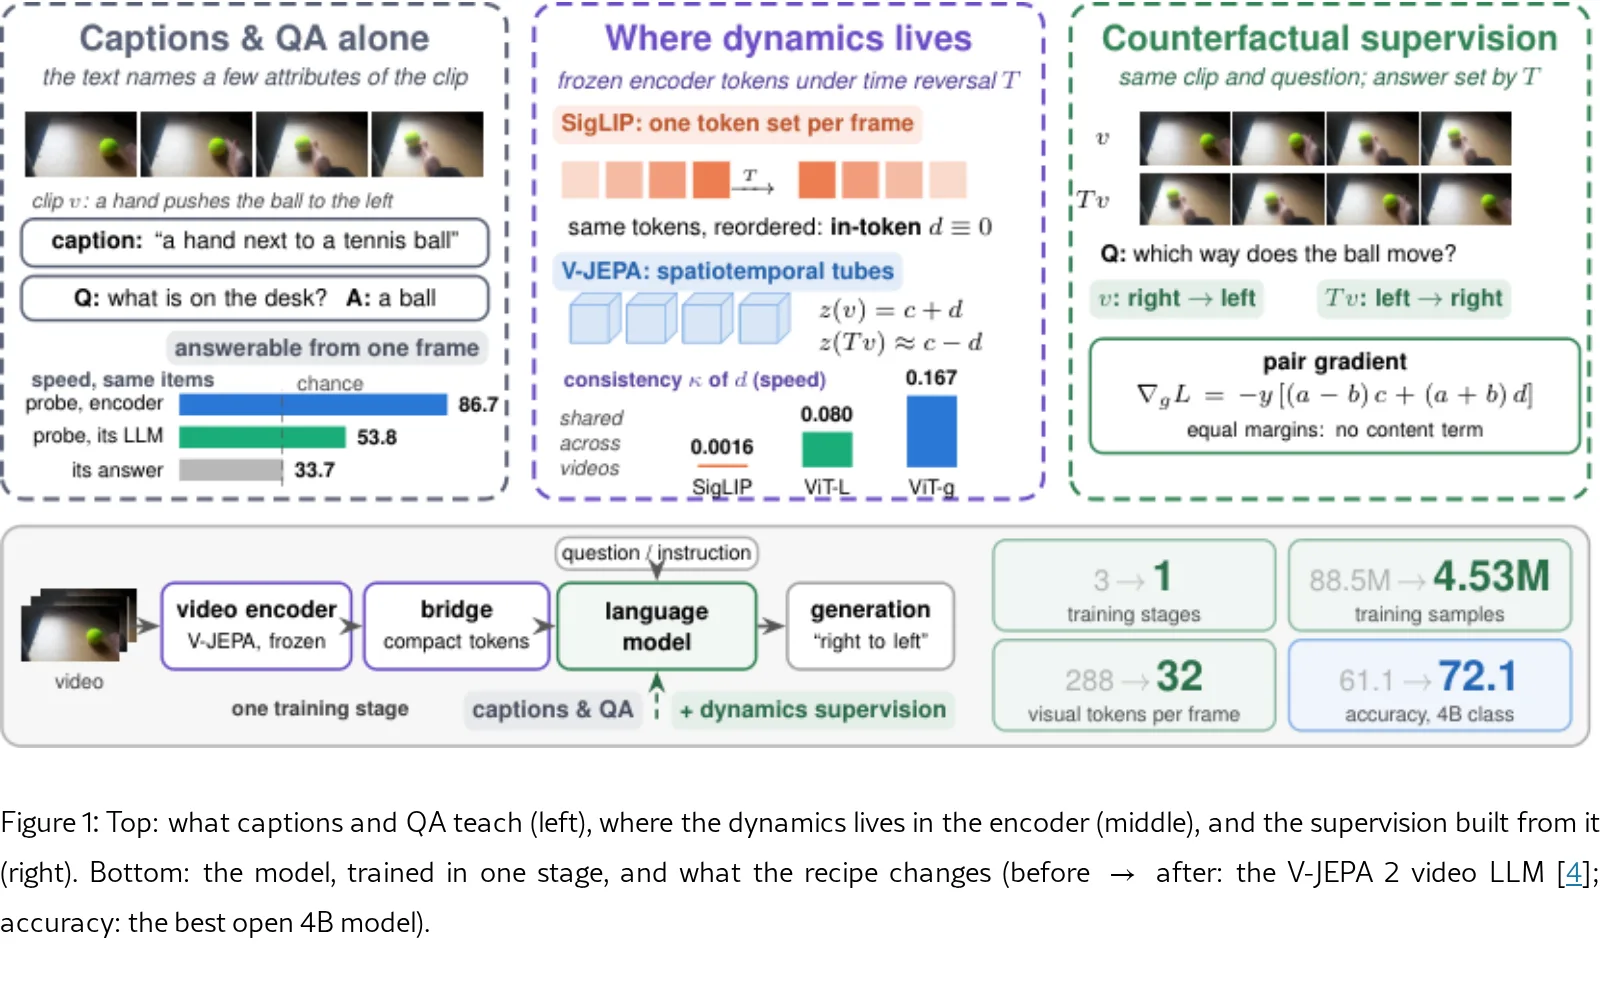 Captions & QA alone
the text names a few attributes of the clip
clip v: a hand pushes the ball to the left
caption: “a hand next to a tennis ball”
Q: what is on the desk? A: a ball
answerable from one frame
speed, same items
chance
probe, encoder 86.7
probe, its LLM 53.8
its answer 33.7
Where dynamics lives
frozen encoder tokens under time reversal T
SigLIP: one token set per frame
T
same tokens, reordered: in-token d ≡ 0
V-JEPA: spatiotemporal tubes
z(v) = c + d
z(Tv) ≈ c − d
consistency κ of d (speed)
shared
across
videos
0.0016
0.080
0.167
SigLIP
ViT-L
ViT-g
Counterfactual supervision
same clip and question; answer set by T
v
Tv
Q: which way does the ball move?
v: right → left
Tv: left → right
pair gradient
∇gL = −y [(a − b) c + (a + b) d]
equal margins: no content term
video
video encoder
V-JEPA, frozen
bridge
compact tokens
question / instruction
language
model
generation
“right to left”
one training stage
captions & QA
+ dynamics supervision
3 → 1
training stages
88.5M → 4.53M
training samples
288 → 32
visual tokens per frame
61.1 → 72.1
accuracy, 4B class
Figure 1: Top: what captions and QA teach (left), where the dynamics lives in the encoder (middle), and the supervision built from it
(right). Bottom: the model, trained in one stage, and what the recipe changes (before → after: the V-JEPA 2 video LLM [4];
accuracy: the best open 4B model).